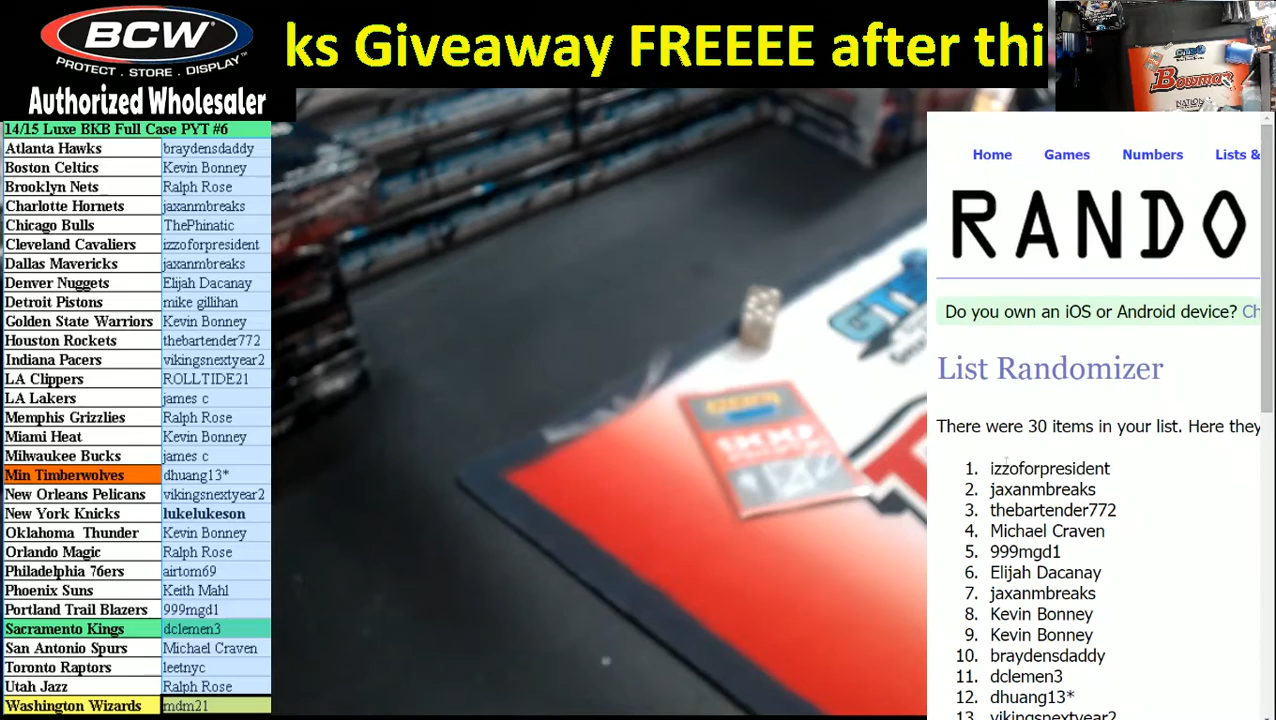 BCW
PROTECT . STORE . DISPLAY™
Authorized Wholesaler
ks Giveaway FREEEE after thi
Bowman
NATION
14/15 Luxe BKB Full Case PYT #6
Atlanta Hawks braydensdaddy
Boston Celtics Kevin Bonney
Brooklyn Nets Ralph Rose
Charlotte Hornets jaxanmbreaks
Chicago Bulls ThePhinatic
Cleveland Cavaliers izzoforpresident
Dallas Mavericks jaxanmbreaks
Denver Nuggets Elijah Dacanay
Detroit Pistons mike gillihan
Golden State Warriors Kevin Bonney
Houston Rockets thebartender772
Indiana Pacers vikingsnextyear2
LA Clippers ROLLTIDE21
LA Lakers james c
Memphis Grizzlies Ralph Rose
Miami Heat Kevin Bonney
Milwaukee Bucks james c
Min Timberwolves dhuang13*
New Orleans Pelicans vikingsnextyear2
New York Knicks lukelukeson
Oklahoma Thunder Kevin Bonney
Orlando Magic Ralph Rose
Philadelphia 76ers airtom69
Phoenix Suns Keith Mahl
Portland Trail Blazers 999mgd1
Sacramento Kings dclemen3
San Antonio Spurs Michael Craven
Toronto Raptors leetnyc
Utah Jazz Ralph Rose
Washington Wizards mdm21
Home Games Numbers Lists &
RANDO
Do you own an iOS or Android device? Ch
List Randomizer
There were 30 items in your list. Here they
1. izzoforpresident
2. jaxanmbreaks
3. thebartender772
4. Michael Craven
5. 999mgd1
6. Elijah Dacanay
7. jaxanmbreaks
8. Kevin Bonney
9. Kevin Bonney
10. braydensdaddy
11. dclemen3
12. dhuang13*
13. vikingsnextyear2